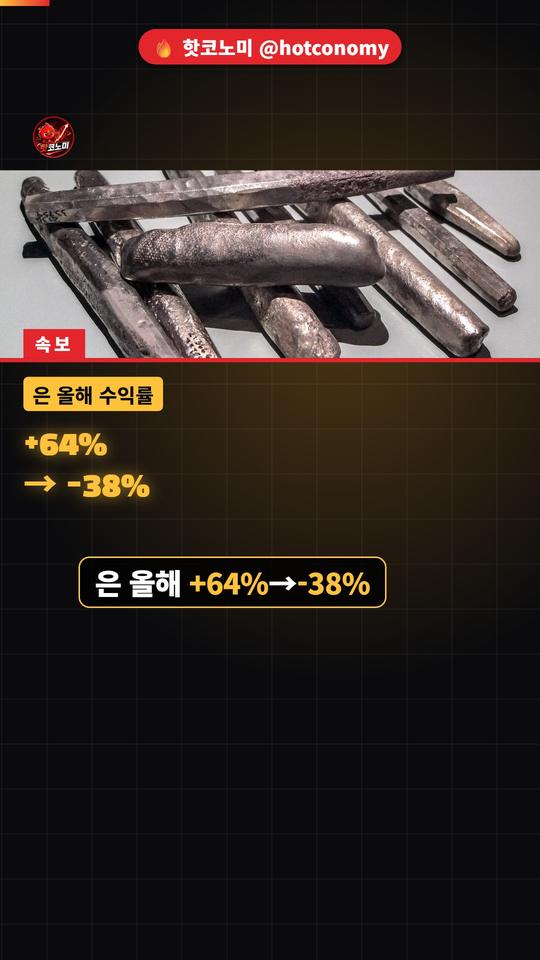 🔥 핫코노미 @hotconomy
핫코노미
속보
은 올해 수익률
+64%
→ -38%
은 올해 +64%→-38%